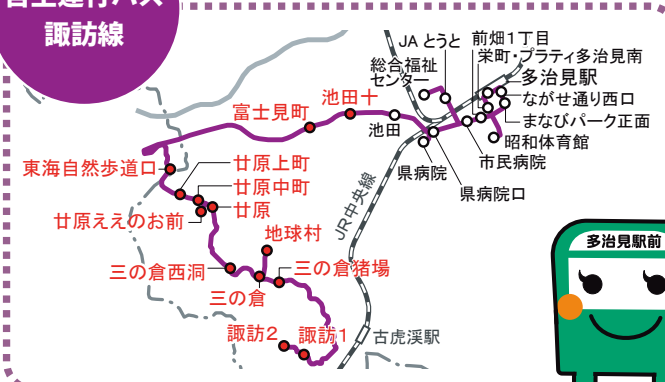 自主運行バス
諏訪線
JA とうと
前畑1丁目
栄町・プラティ多治見南
総合福祉
センター
多治見駅
ながせ通り西口
まなびパーク正面
昭和体育館
市民病院
県病院口
県病院
池田
池田十
富士見町
東海自然歩道口
廿原上町
廿原中町
廿原
廿原ええのお前
地球村
三の倉西洞
三の倉猪場
三の倉
諏訪2
諏訪1
JR中央線
古虎渓駅
多治見駅前